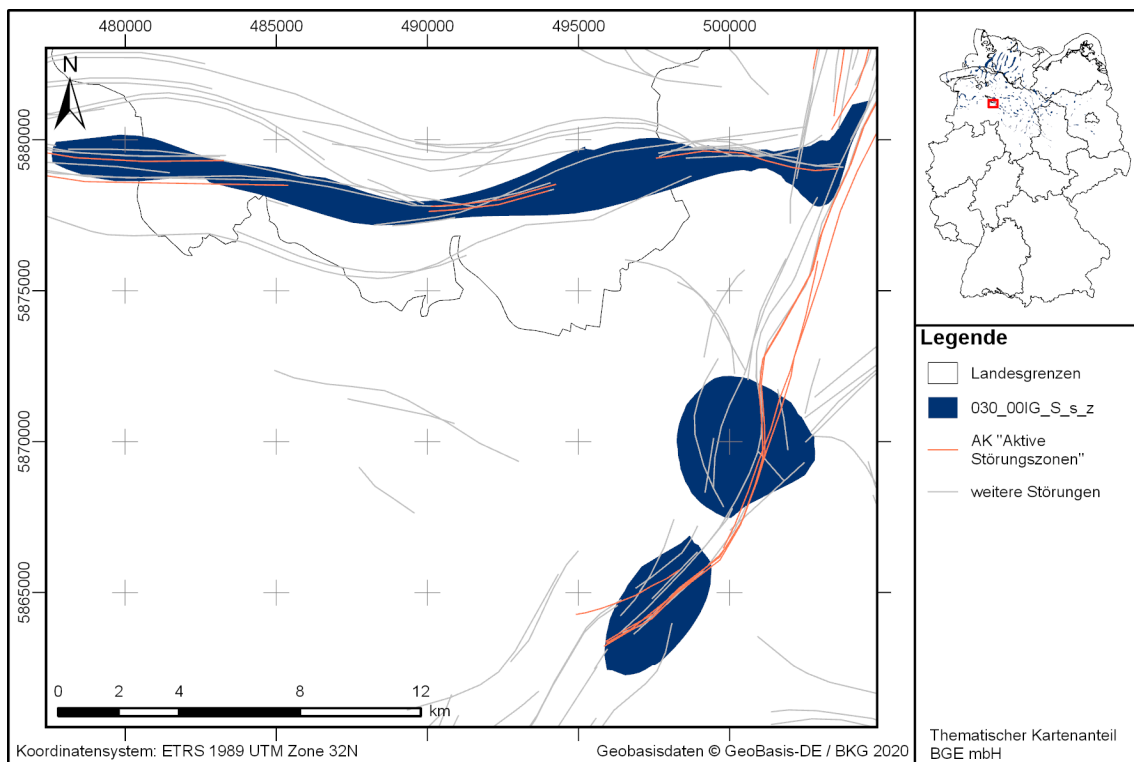 480000
485000
490000
495000
500000
N
5880000
5875000
5870000
5865000
0
2
4
8
12
km
Koordinatensystem: ETRS 1989 UTM Zone 32N
Geobasisdaten © GeoBasis-DE / BKG 2020
Legende
Landesgrenzen
030_00IG_S_s_z
AK "Aktive
Störungszonen"
weitere Störungen
Thematischer Kartenanteil
BGE mbH